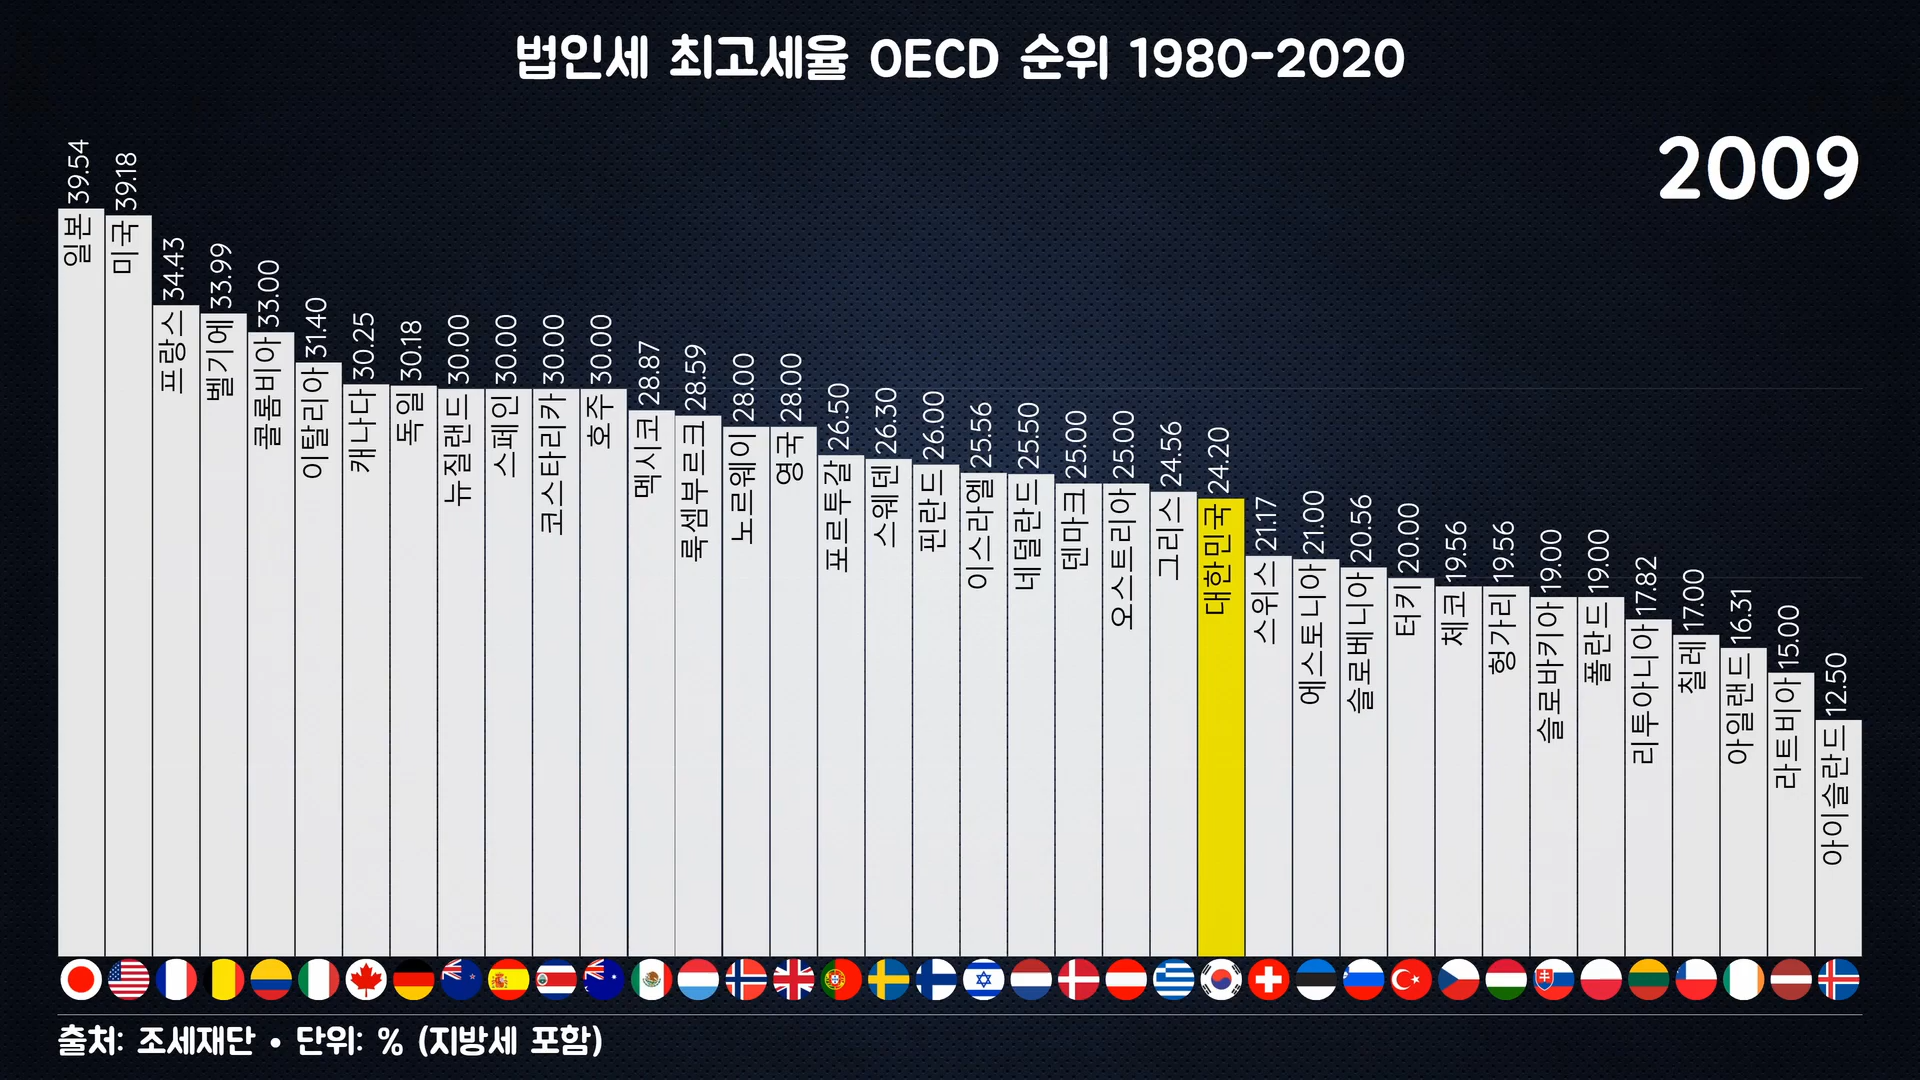 법인세 최고세율 OECD 순위 1980-2020
2009
일본 39.54
미국 39.18
프랑스 34.43
벨기에 33.99
콜롬비아 33.00
이탈리아 31.40
캐나다 30.25
독일 30.18
뉴질랜드 30.00
스페인 30.00
코스타리카 30.00
호주 30.00
멕시코 28.87
룩셈부르크 28.59
노르웨이 28.00
영국 28.00
포르투갈 26.50
스웨덴 26.30
핀란드 26.00
이스라엘 25.56
네덜란드 25.50
덴마크 25.00
오스트리아 25.00
그리스 24.56
대한민국 24.20
스위스 21.17
에스토니아 21.00
슬로베니아 20.56
터키 20.00
체코 19.56
헝가리 19.56
슬로바키아 19.00
폴란드 19.00
리투아니아 17.82
칠레 17.00
아일랜드 16.31
라트비아 15.00
아이슬란드 12.50
출처: 조세재단 • 단위: % (지방세 포함)